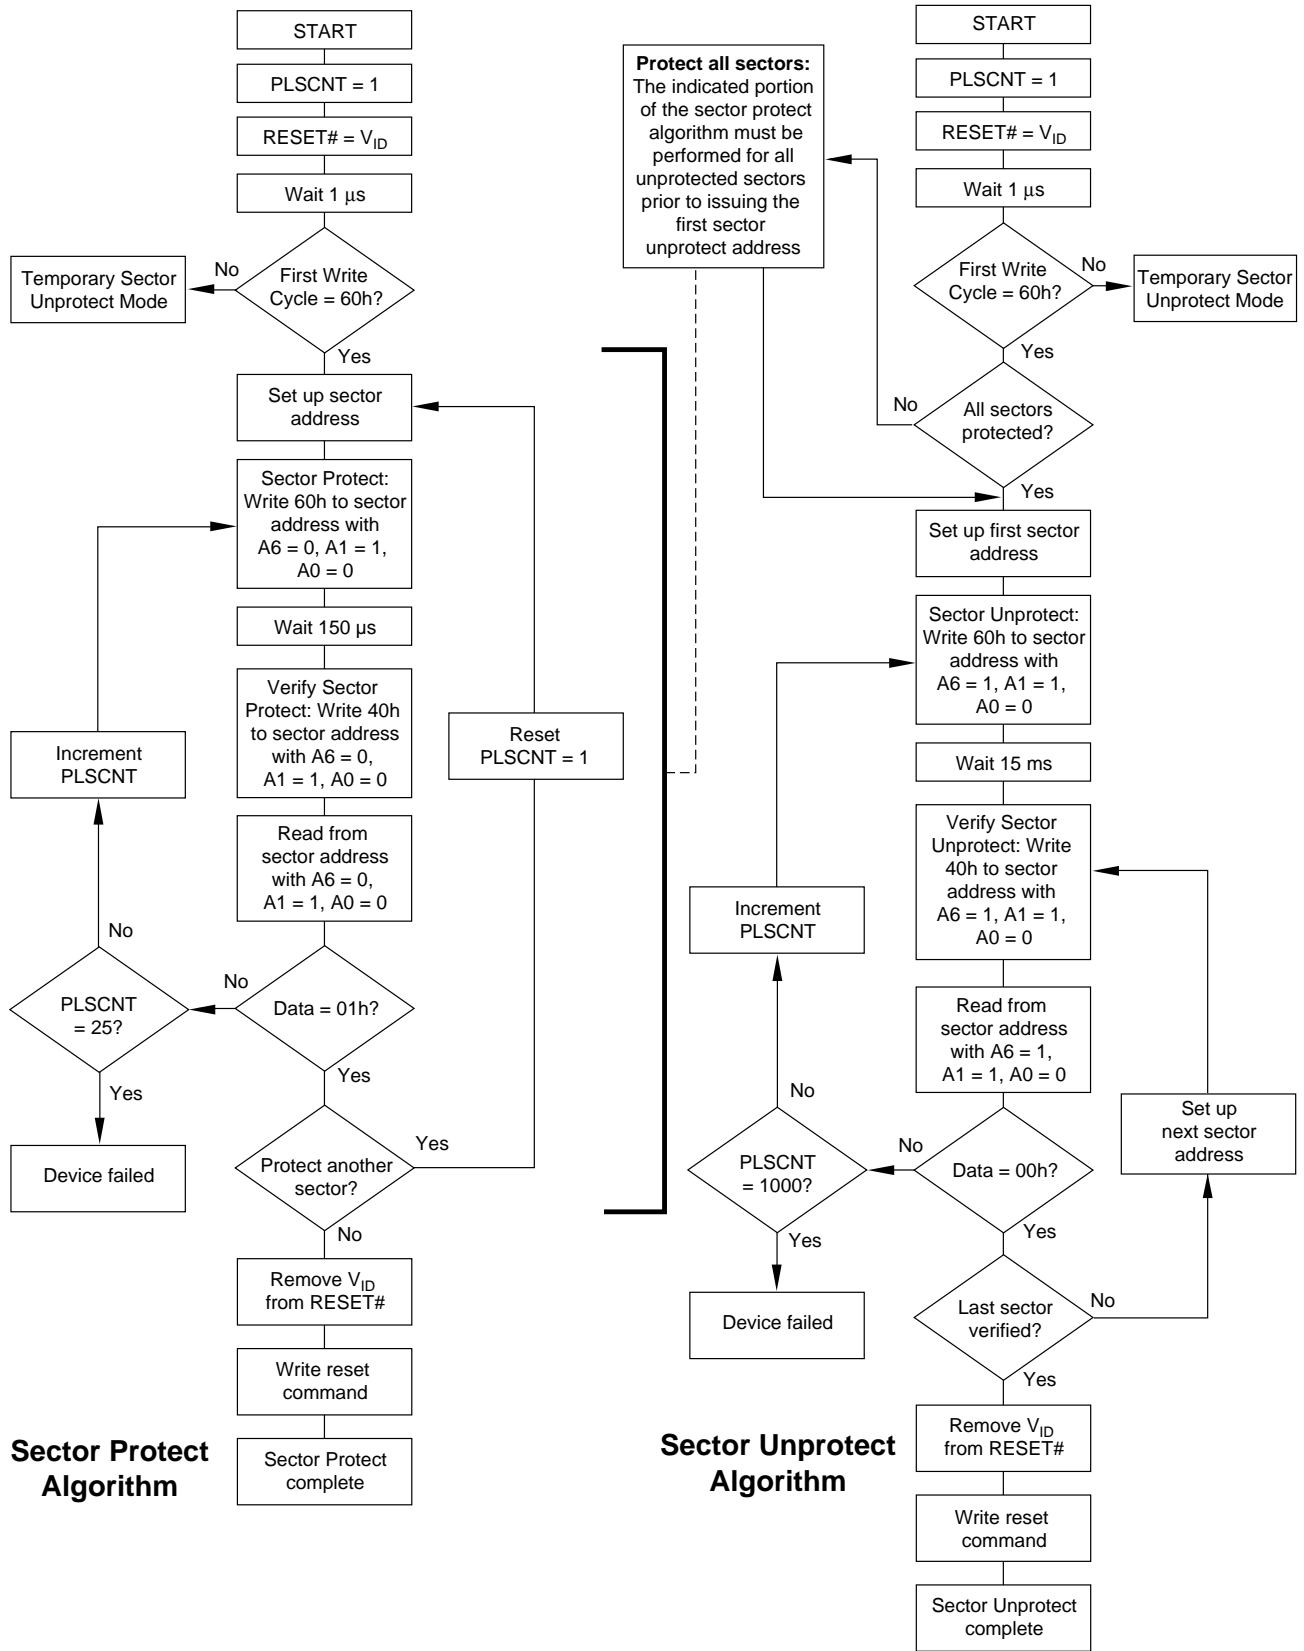 START
PLSCNT = 1
RESET# = VID
Wait 1 μs
First Write
Cycle = 60h?
No
Temporary Sector
Unprotect Mode
Yes
Set up sector
address
Sector Protect:
Write 60h to sector
address with
A6 = 0, A1 = 1,
A0 = 0
Wait 150 µs
Verify Sector
Protect: Write 40h
to sector address
with A6 = 0,
A1 = 1, A0 = 0
Increment
PLSCNT
Reset
PLSCNT = 1
Read from
sector address
with A6 = 0,
A1 = 1, A0 = 0
No
No
PLSCNT
= 25?
Data = 01h?
Yes
Yes
Device failed
Protect another
sector?
Yes
No
Remove VID
from RESET#
Write reset
command
Sector Protect
complete
Sector Protect
Algorithm
Protect all sectors:
The indicated portion
of the sector protect
algorithm must be
performed for all
unprotected sectors
prior to issuing the
first sector
unprotect address
START
PLSCNT = 1
RESET# = VID
Wait 1 μs
First Write
Cycle = 60h?
No
Temporary Sector
Unprotect Mode
Yes
No
All sectors
protected?
Yes
Set up first sector
address
Sector Unprotect:
Write 60h to sector
address with
A6 = 1, A1 = 1,
A0 = 0
Wait 15 ms
Verify Sector
Unprotect: Write
40h to sector
address with
A6 = 1, A1 = 1,
A0 = 0
Increment
PLSCNT
Read from
sector address
with A6 = 1,
A1 = 1, A0 = 0
No
Set up
next sector
address
No
PLSCNT
= 1000?
Data = 00h?
Yes
Yes
Device failed
Last sector
verified?
No
Yes
Remove VID
from RESET#
Write reset
command
Sector Unprotect
complete
Sector Unprotect
Algorithm